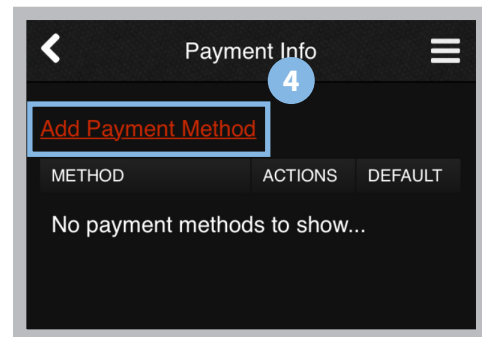 Payment Info
4
Add Payment Method
METHOD ACTIONS DEFAULT
No payment methods to show...